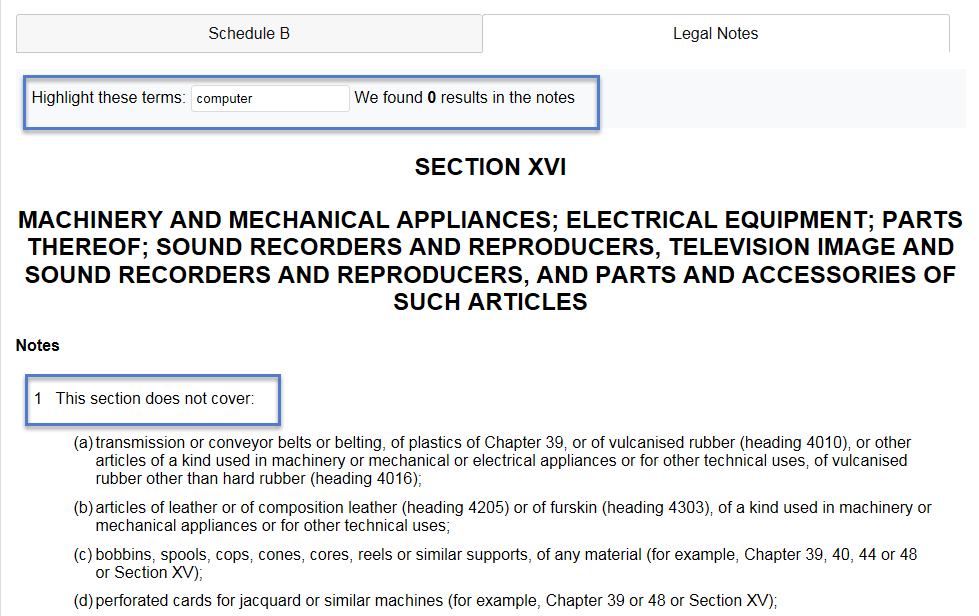 Schedule B
Legal Notes
Highlight these terms: computer We found 0 results in the notes
SECTION XVI
MACHINERY AND MECHANICAL APPLIANCES; ELECTRICAL EQUIPMENT; PARTS
THEREOF; SOUND RECORDERS AND REPRODUCERS, TELEVISION IMAGE AND
SOUND RECORDERS AND REPRODUCERS, AND PARTS AND ACCESSORIES OF
SUCH ARTICLES
Notes
1 This section does not cover:
(a) transmission or conveyor belts or belting, of plastics of Chapter 39, or of vulcanised rubber (heading 4010), or other
articles of a kind used in machinery or mechanical or electrical appliances or for other technical uses, of vulcanised
rubber other than hard rubber (heading 4016);
(b) articles of leather or of composition leather (heading 4205) or of furskin (heading 4303), of a kind used in machinery or
mechanical appliances or for other technical uses;
(c) bobbins, spools, cops, cones, cores, reels or similar supports, of any material (for example, Chapter 39, 40, 44 or 48
or Section XV);
(d) perforated cards for jacquard or similar machines (for example, Chapter 39 or 48 or Section XV);